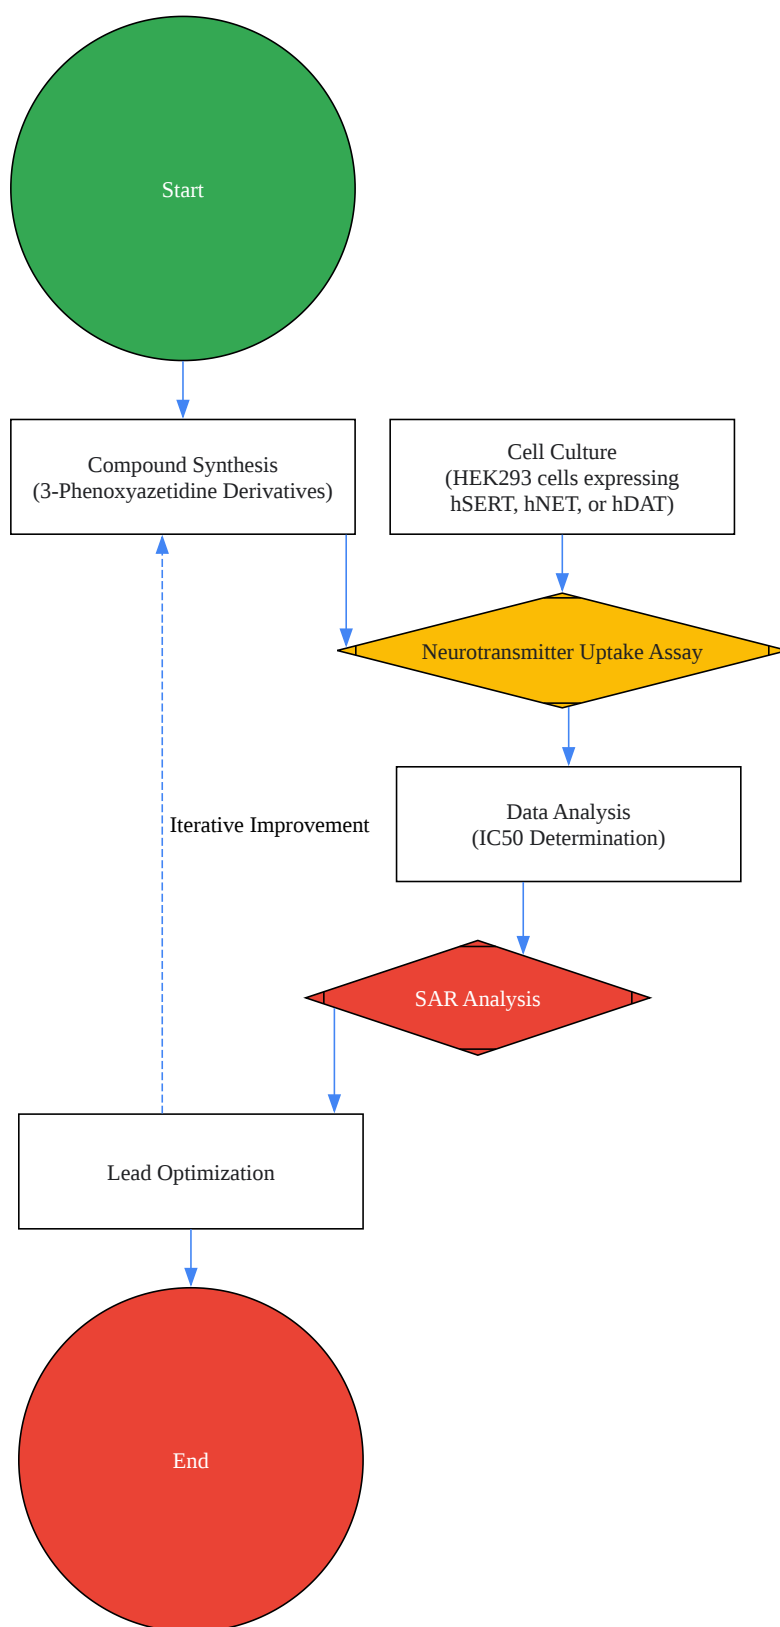 Start
Compound Synthesis
(3-Phenoxyazetidine Derivatives)
Cell Culture
(HEK293 cells expressing
hSERT, hNET, or hDAT)
Neurotransmitter Uptake Assay
Data Analysis
(IC50 Determination)
Iterative Improvement
SAR Analysis
Lead Optimization
End